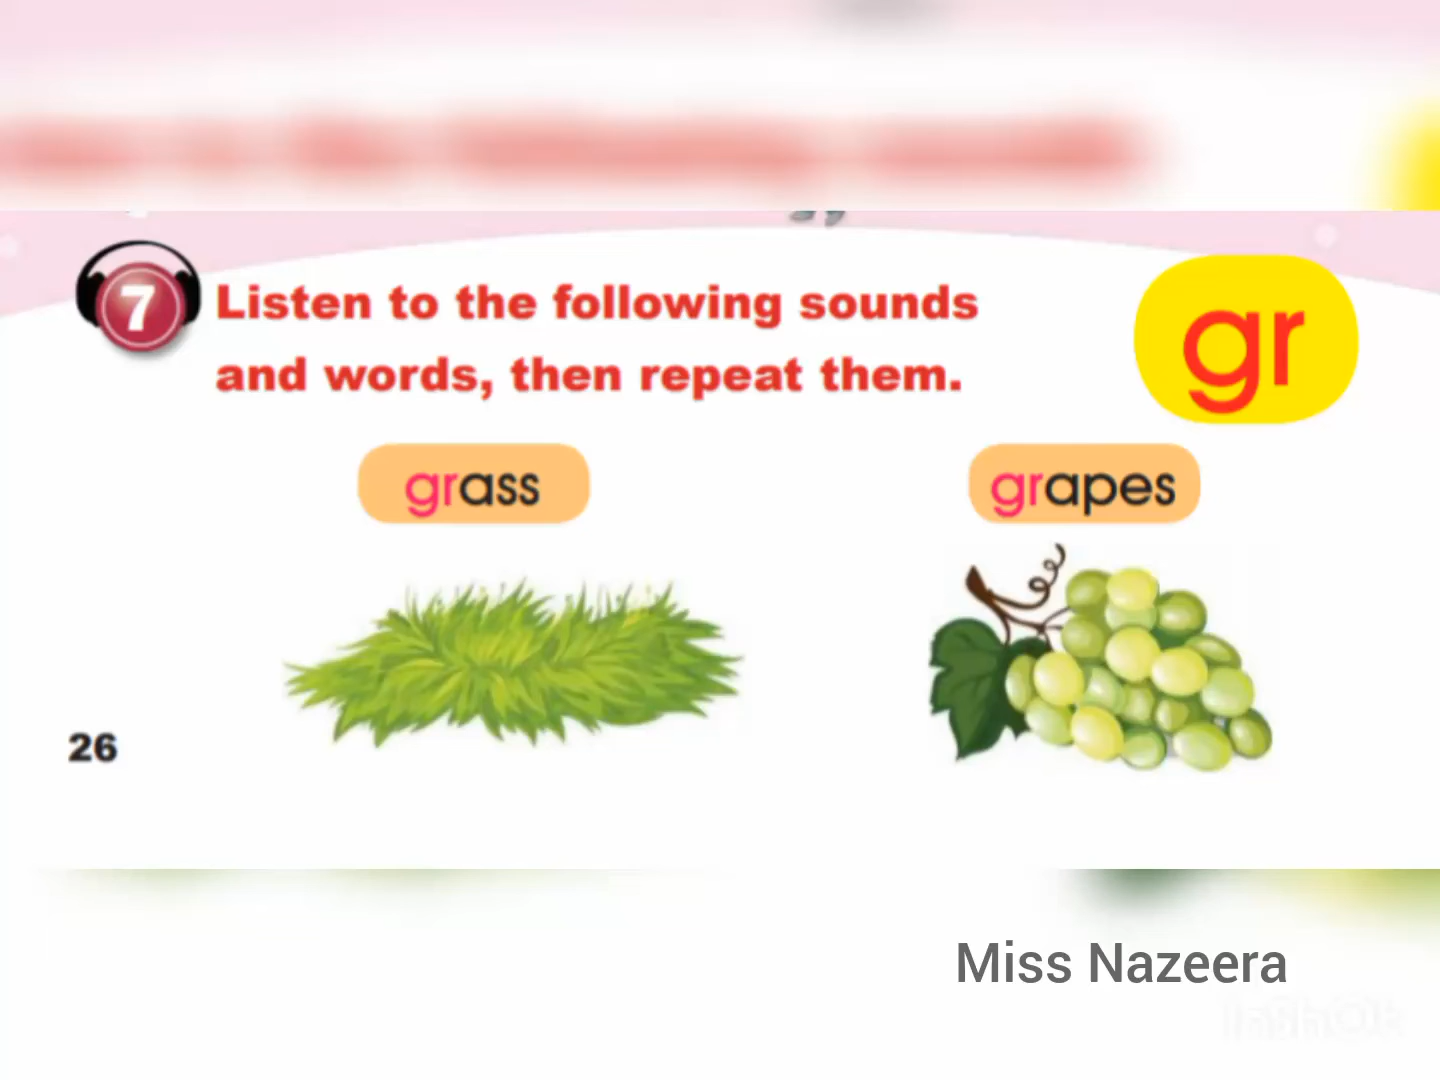 7
Listen to the following sounds
and words, then repeat them.
gr
grass
grapes
26
Miss Nazeera